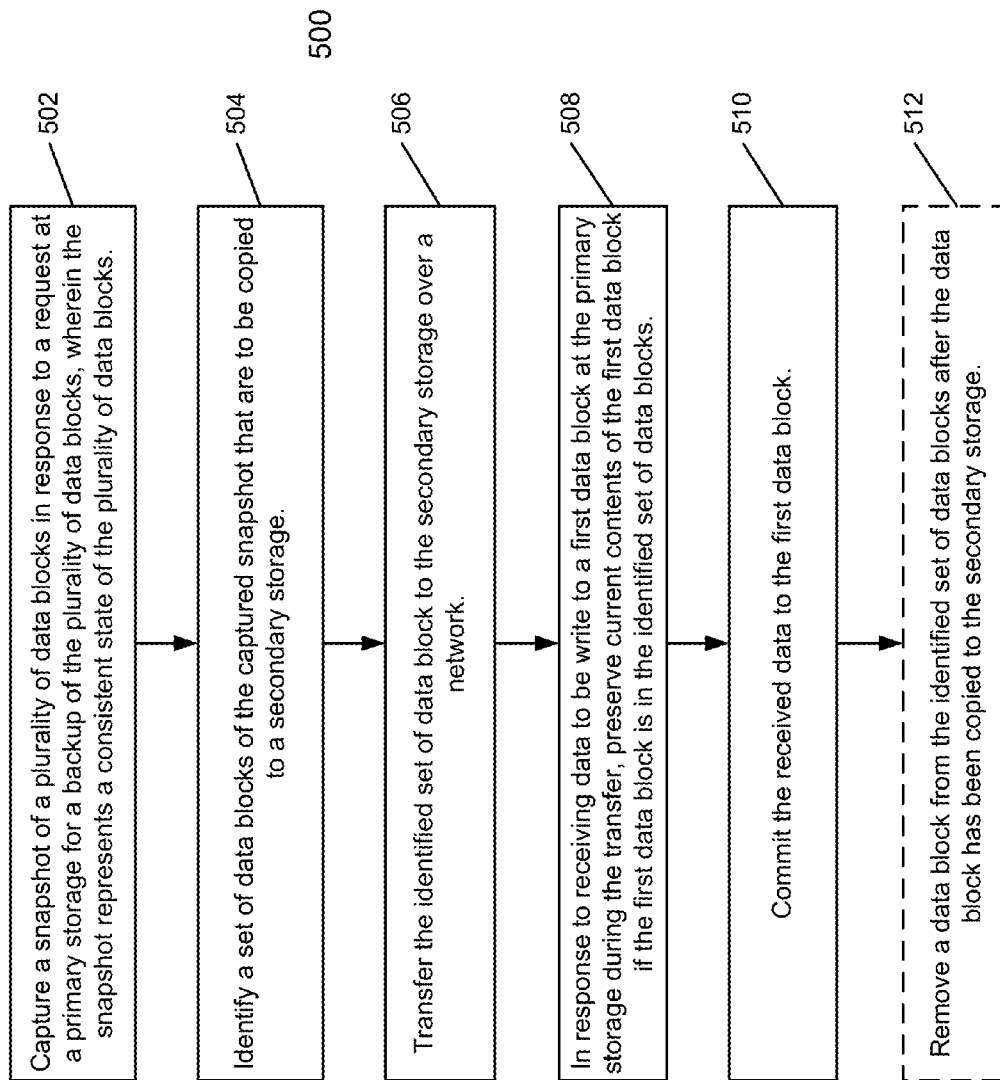 500
502
Capture a snapshot of a plurality of data blocks in response to a request at
a primary storage for a backup of the plurality of data blocks, wherein the
snapshot represents a consistent state of the plurality of data blocks.
504
Identify a set of data blocks of the captured snapshot that are to be copied
to a secondary storage.
506
Transfer the identified set of data block to the secondary storage over a
network.
508
In response to receiving data to be write to a first data block at the primary
storage during the transfer, preserve current contents of the first data block
if the first data block is in the identified set of data blocks.
510
Commit the received data to the first data block.
512
Remove a data block from the identified set of data blocks after the data
block has been copied to the secondary storage.